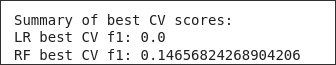 Summary of best CV scores:
LR best CV f1: 0.0
RF best CV f1: 0.14656824268904206